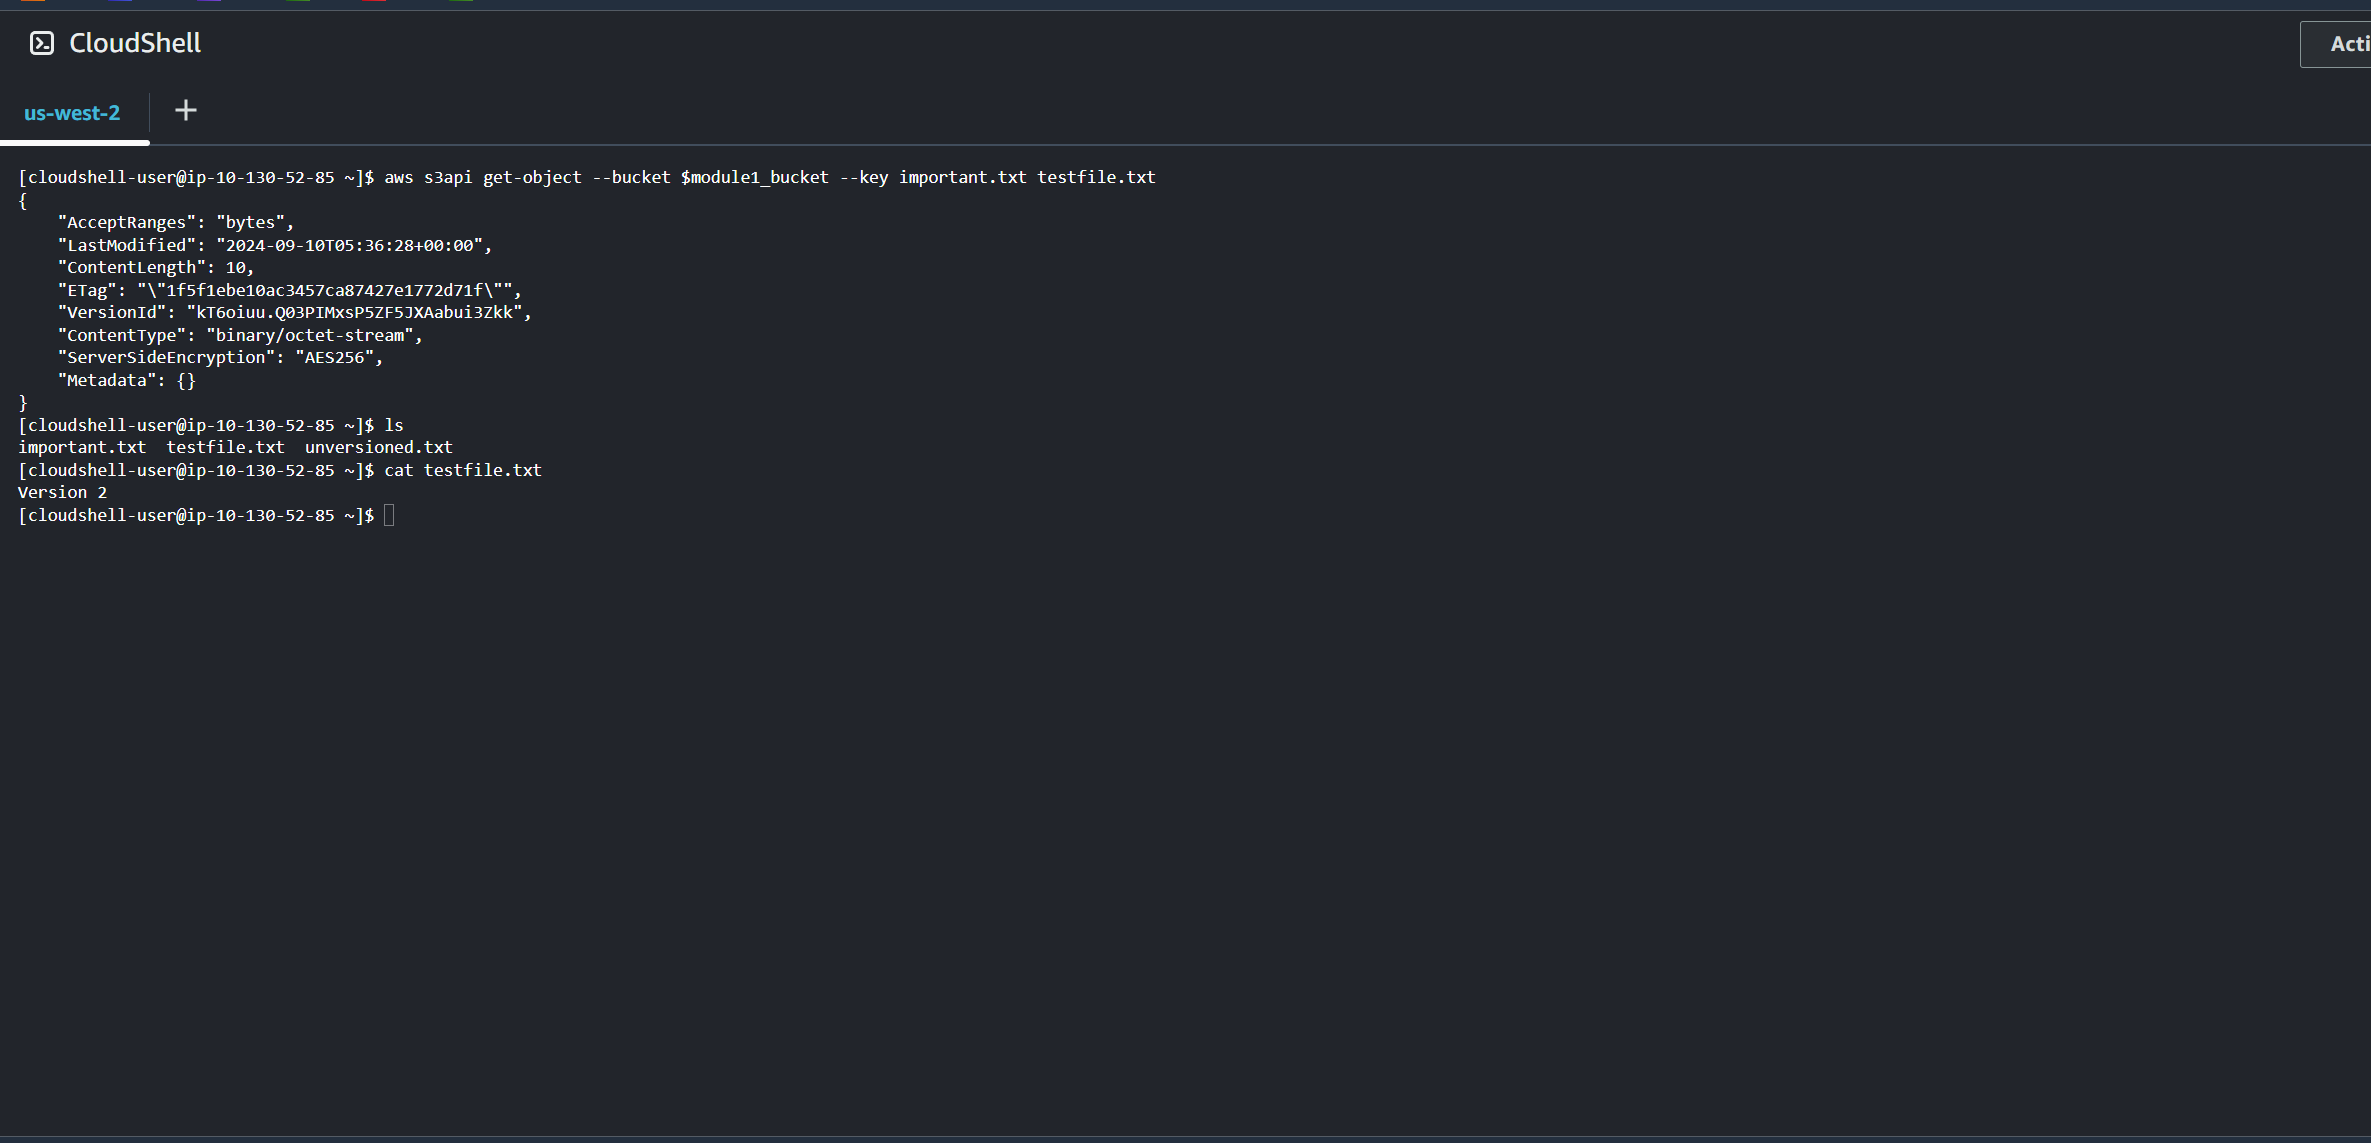 CloudShell
Acti
us-west-2
[cloudshell-user@ip-10-130-52-85 ~]$ aws s3api get-object --bucket $module1_bucket --key important.txt testfile.txt
{
    "AcceptRanges": "bytes",
    "LastModified": "2024-09-10T05:36:28+00:00",
    "ContentLength": 10,
    "ETag": "\"1f5f1ebe10ac3457ca87427e1772d71f\"",
    "VersionId": "kT6oiuu.Q03PIMxsP5ZF5JXAabui3Zkk",
    "ContentType": "binary/octet-stream",
    "ServerSideEncryption": "AES256",
    "Metadata": {}
}
[cloudshell-user@ip-10-130-52-85 ~]$ ls
important.txt  testfile.txt  unversioned.txt
[cloudshell-user@ip-10-130-52-85 ~]$ cat testfile.txt
Version 2
[cloudshell-user@ip-10-130-52-85 ~]$